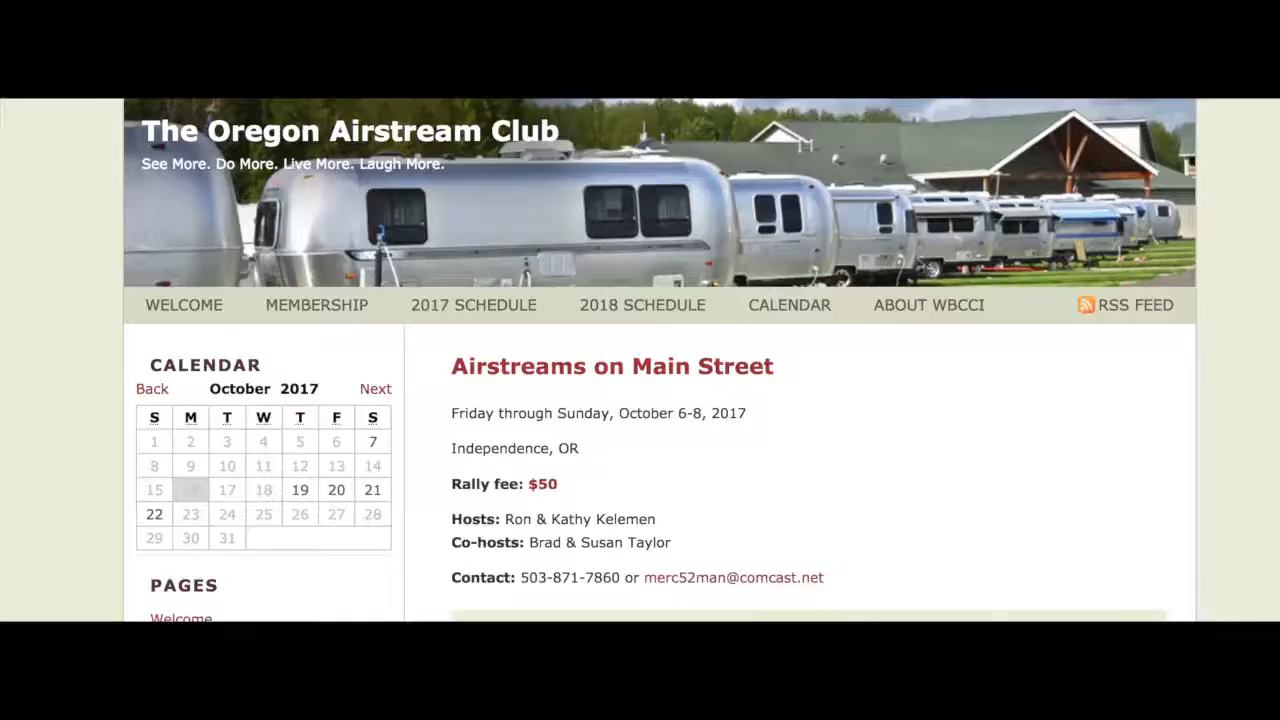 The Oregon Airstream Club
See More. Do More. Live More. Laugh More.
WELCOME MEMBERSHIP 2017 SCHEDULE 2018 SCHEDULE CALENDAR ABOUT WBCCI RSS FEED
CALENDAR
Back October 2017 Next
S M T W T F S
1 2 3 4 5 6 7
8 9 10 11 12 13 14
15 17 18 19 20 21
22 23 24 25 26 27 28
29 30 31
PAGES
Welcome
Airstreams on Main Street
Friday through Sunday, October 6-8, 2017
Independence, OR
Rally fee: $50
Hosts: Ron & Kathy Kelemen
Co-hosts: Brad & Susan Taylor
Contact: 503-871-7860 or merc52man@comcast.net